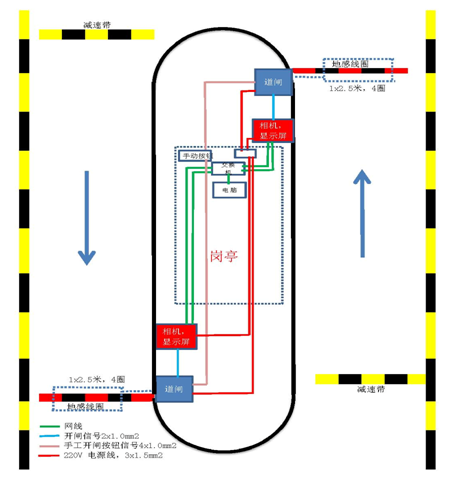 减速带
地感线圈
道闸
1x2.5米，4圈
相机，
显示屏
手动按钮
交换
机
电脑
岗亭
相机，
显示屏
1x2.5米，4圈
道闸
减速带
地感线圈
网线
开闸信号2x1.0mm2
手工开闸按钮信号4x1.0mm2
220V 电源线，3x1.5mm2